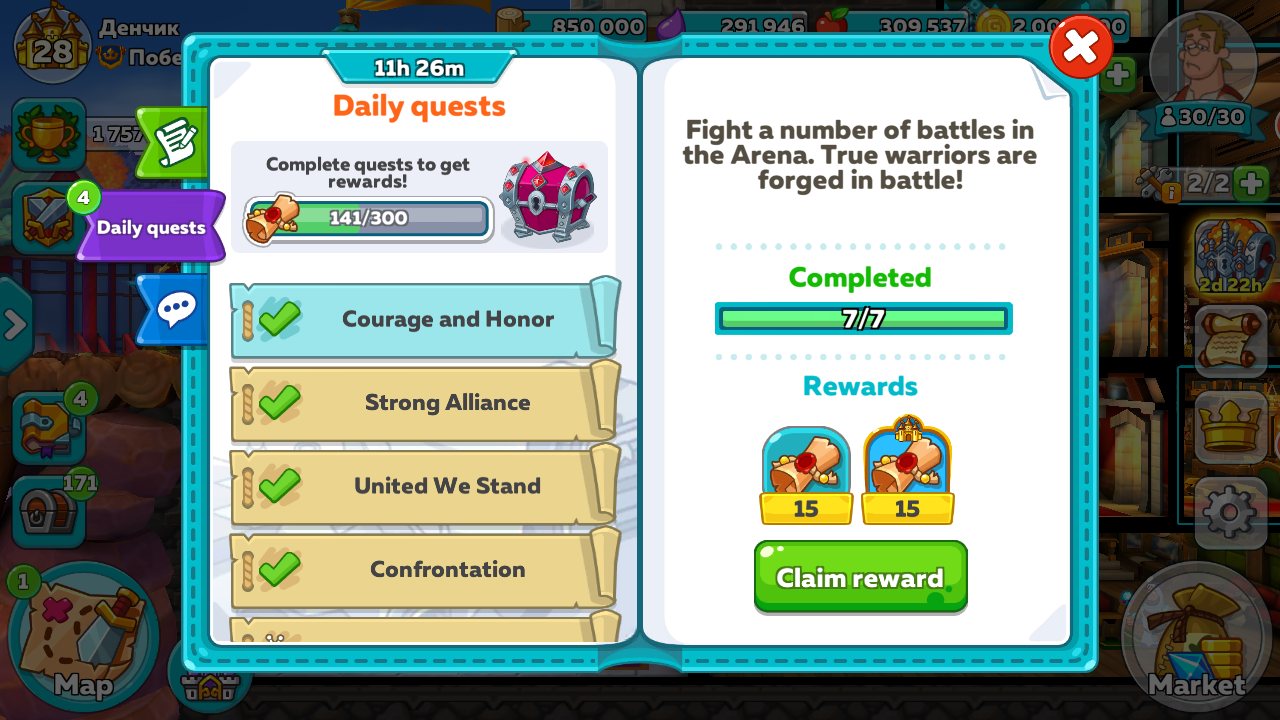 28
Денчик
Побе
850 000
291 946
309 537
1 757
30/30
2/2
2d 22h
4
171
1
Map
Market
11h 26m
Daily quests
Complete quests to get
rewards!
141/300
4
Daily quests
Courage and Honor
Strong Alliance
United We Stand
Confrontation
Fight a number of battles in
the Arena. True warriors are
forged in battle!
Completed
7/7
Rewards
15
15
Claim reward